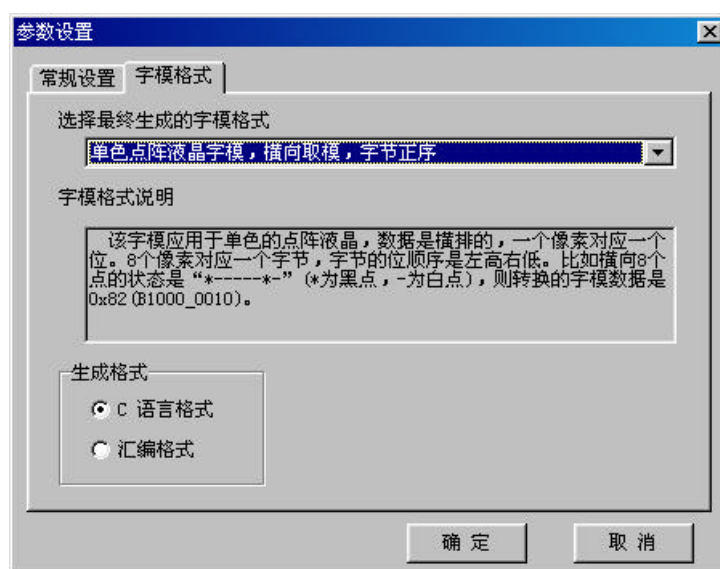 参数设置
常规设置 字模格式
选择最终生成的字模格式
单色点阵液晶字模，横向取模，字节正序
字模格式说明
该字模应用于单色的点阵液晶，数据是横排的，一个像素对应一个
位。8个像素对应一个字节，字节的位顺序是左高右低。比如横向8个
点的状态是“*-----*-”(*为黑点，-为白点)，则转换的字模数据是
0x82(B1000_0010)。
生成格式
C 语言格式
汇编格式
确 定 取 消